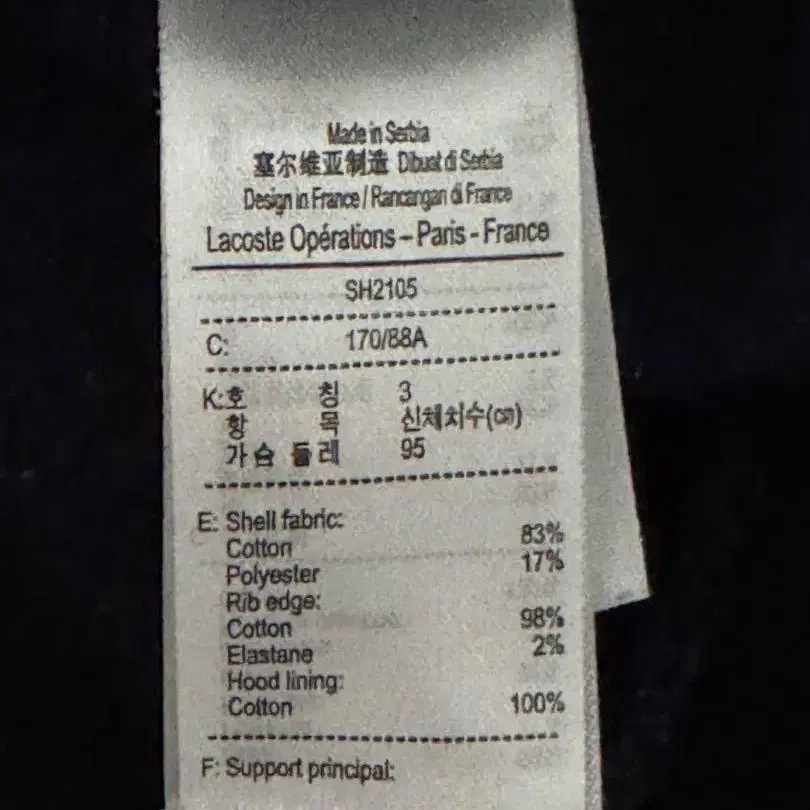 Made in Serbia
塞尔维亚制造 Dibuat di Serbia
Design in France / Rancangan di France
Lacoste Opérations – Paris - France
SH2105
C: 170/88A
K:호 칭 3
항 목 신체치수(㎝)
가슴 둘레 95
E: Shell fabric:
Cotton 83%
Polyester 17%
Rib edge:
Cotton 98%
Elastane 2%
Hood lining:
Cotton 100%
F: Support principal: